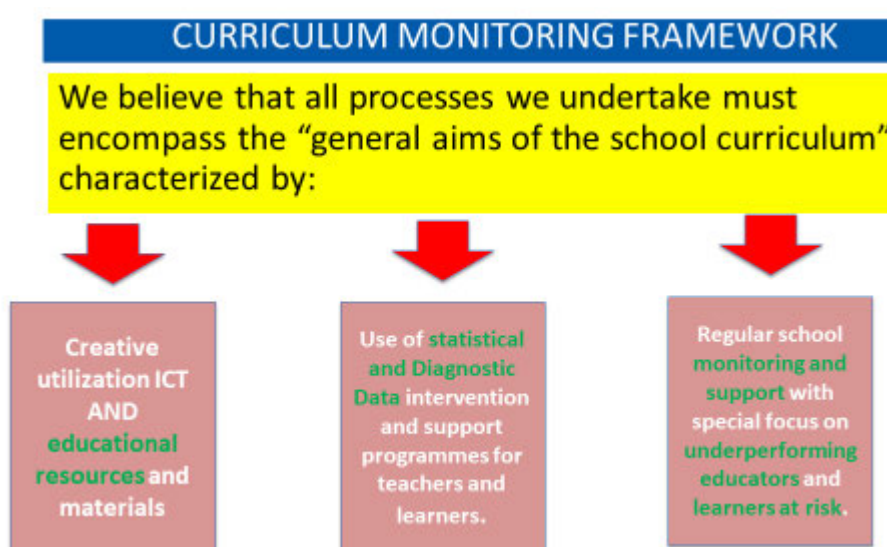 CURRICULUM MONITORING FRAMEWORK
We believe that all processes we undertake must
encompass the “general aims of the school curriculum”
characterized by:
Creative
utilization ICT
AND
educational
resources and
materials
Use of statistical
and Diagnostic
Data intervention
and support
programmes for
teachers and
learners.
Regular school
monitoring and
support with
special focus on
underperforming
educators and
learners at risk.